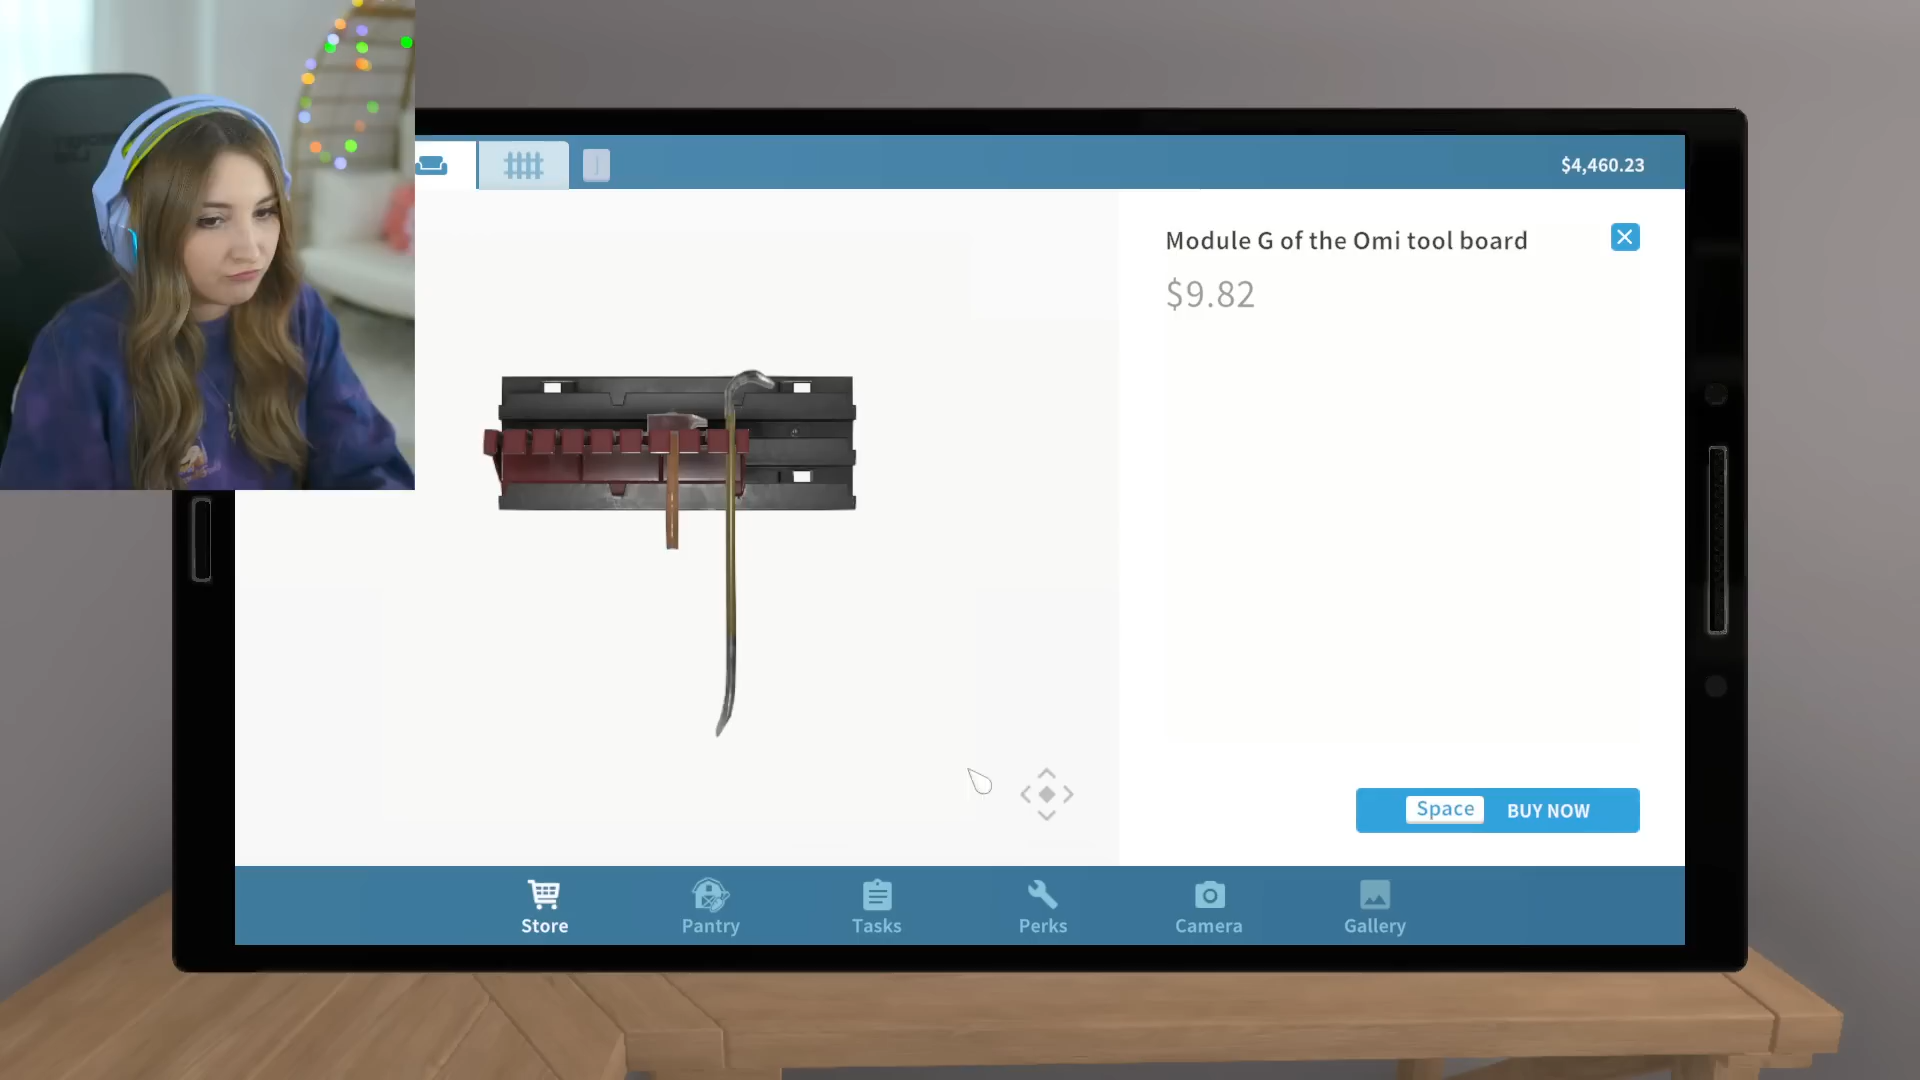 $4,460.23
Module G of the Omi tool board
$9.82
Space BUY NOW
Store Pantry Tasks Perks Camera Gallery